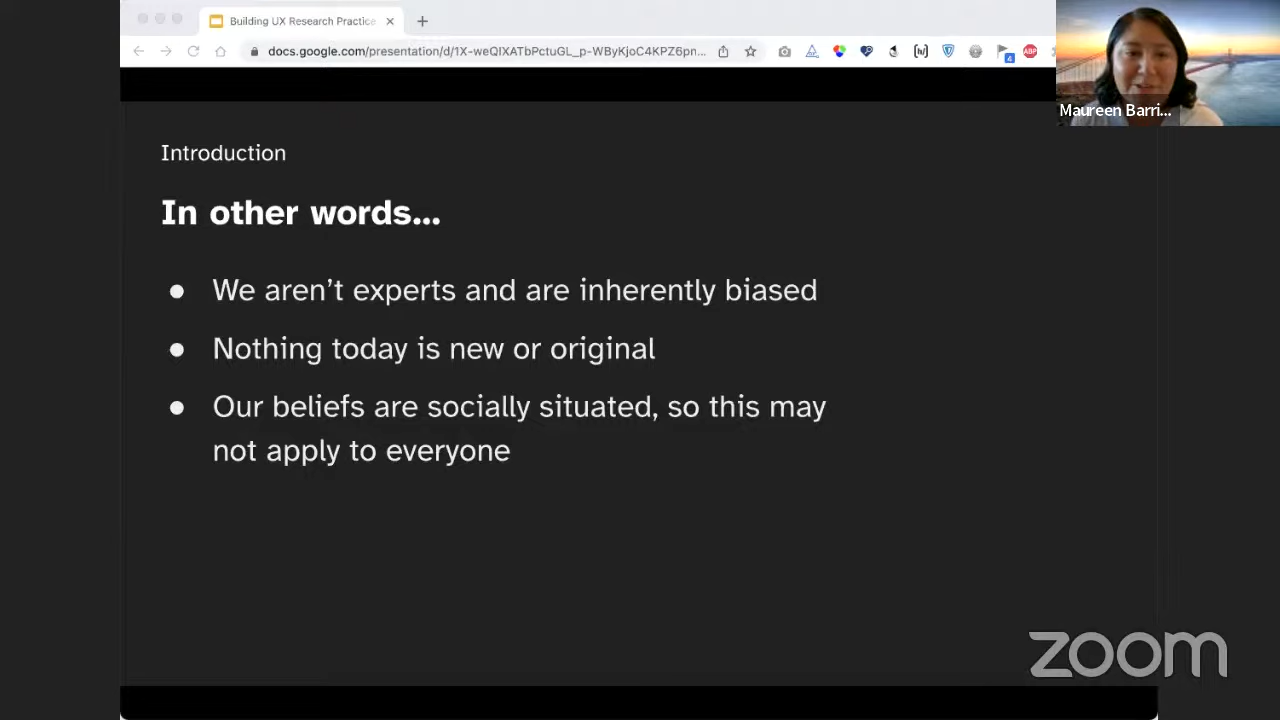 Building UX Research Practice
docs.google.com/presentation/d/1X-weQIXATbPctuGL_p-WByKjoC4KPZ6pn...
[w]
4
ABP
Maureen Barri...
Introduction
In other words...
● We aren’t experts and are inherently biased
● Nothing today is new or original
● Our beliefs are socially situated, so this may
not apply to everyone
zoom